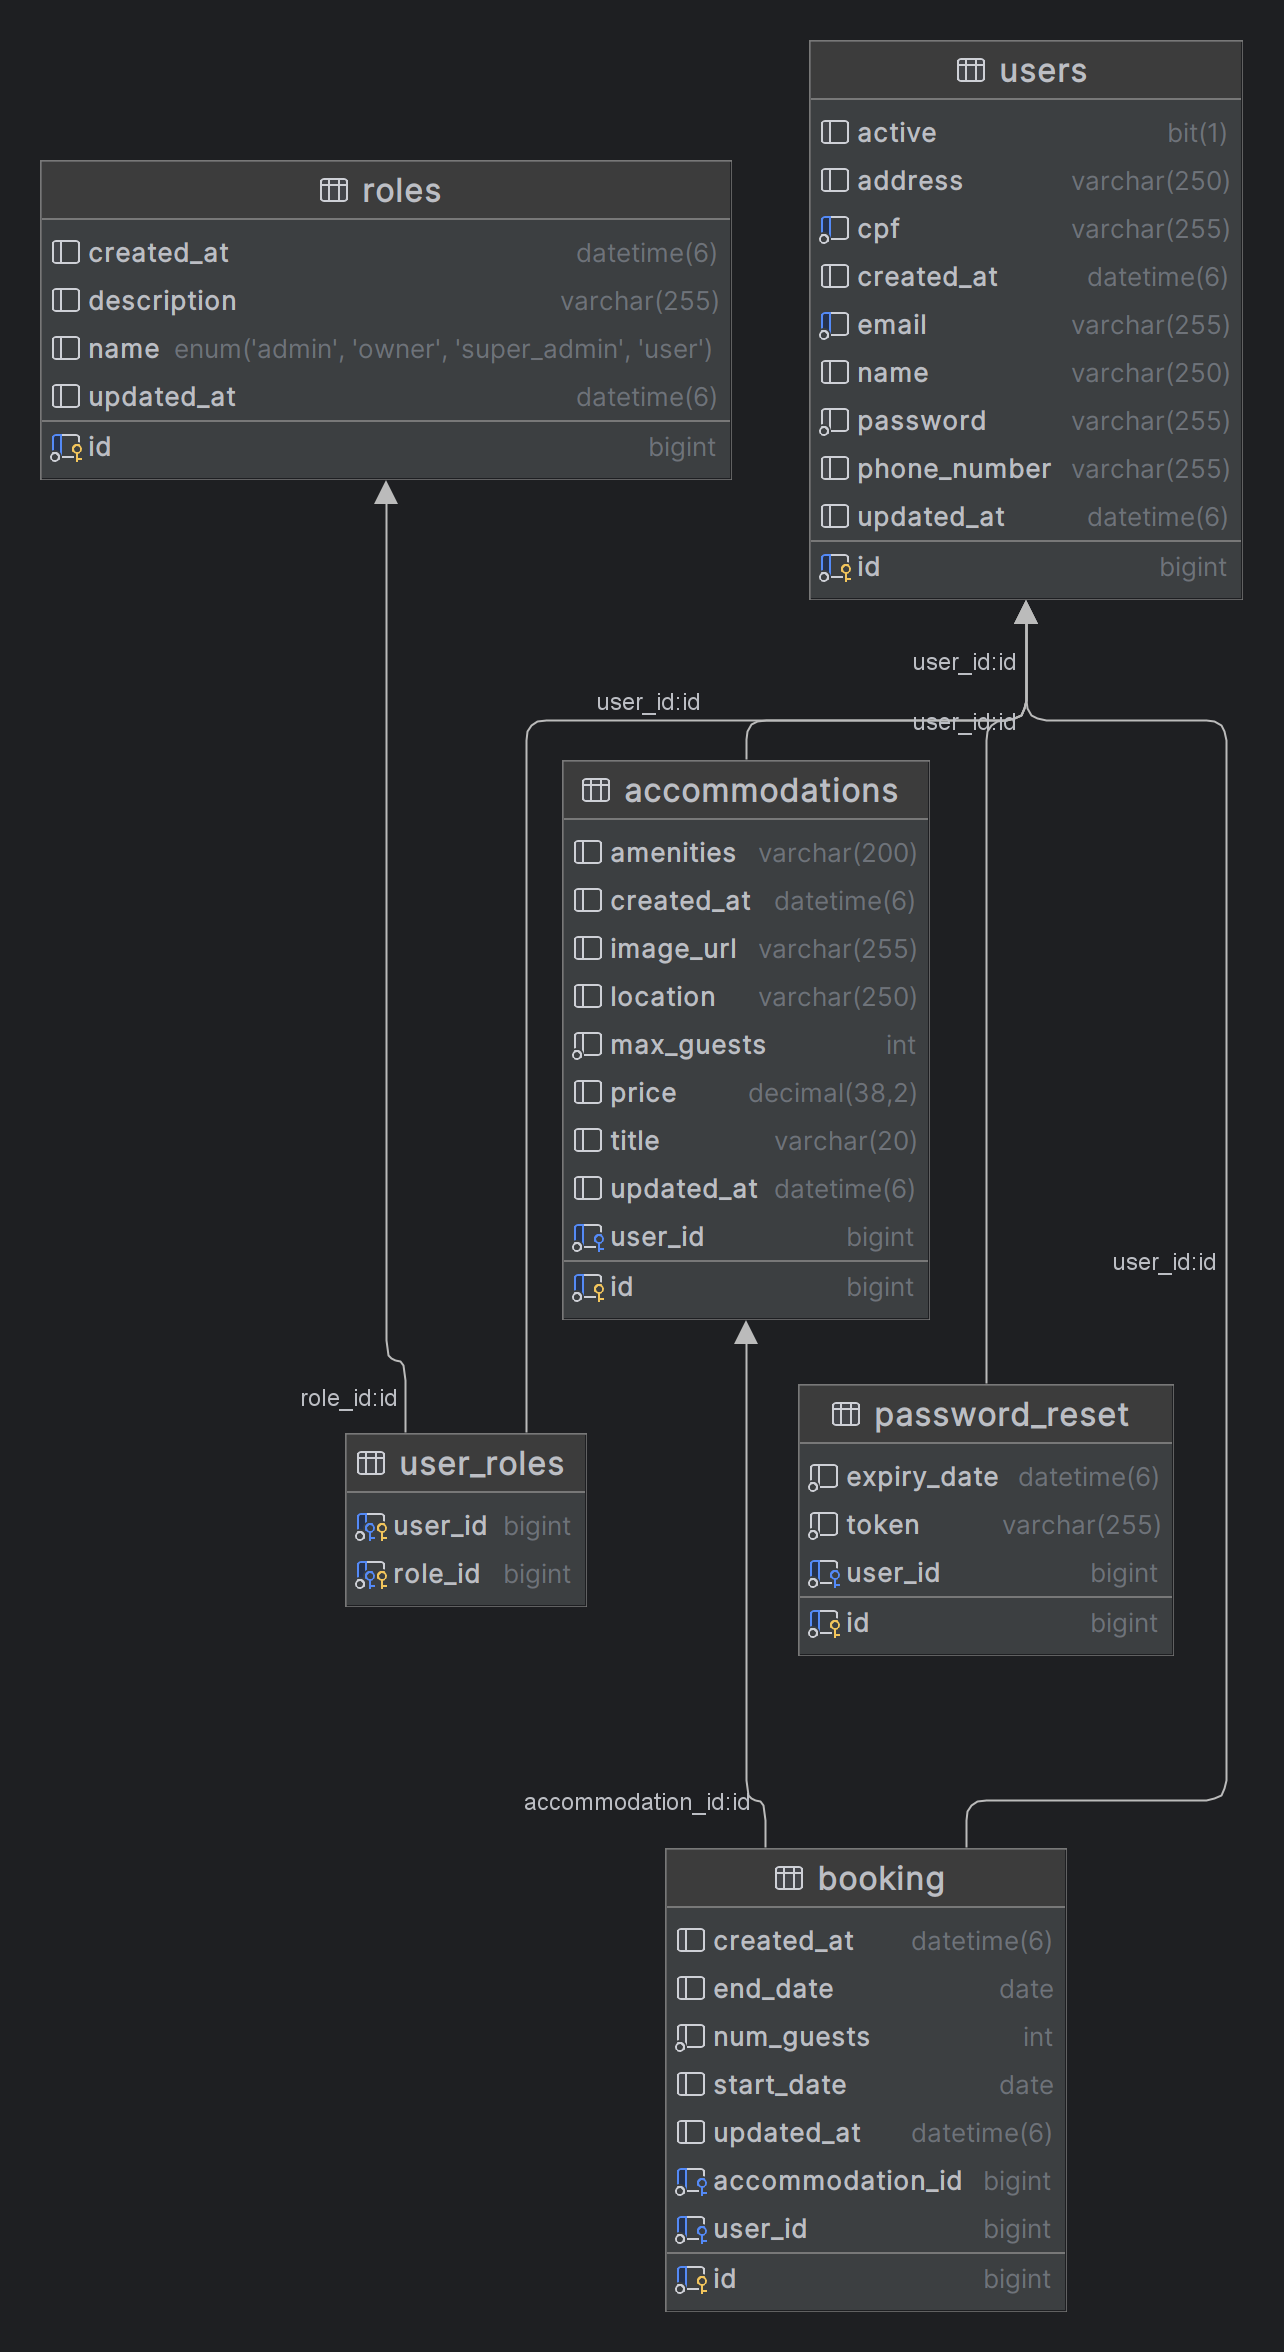 users
active bit(1)
address varchar(250)
cpf varchar(255)
created_at datetime(6)
email varchar(255)
name varchar(250)
password varchar(255)
phone_number varchar(255)
updated_at datetime(6)
id bigint
roles
created_at datetime(6)
description varchar(255)
name enum('admin', 'owner', 'super_admin', 'user')
updated_at datetime(6)
id bigint
user_id:id
user_id:id
user_id:id
accommodations
amenities varchar(200)
created_at datetime(6)
image_url varchar(255)
location varchar(250)
max_guests int
price decimal(38,2)
title varchar(20)
updated_at datetime(6)
user_id bigint
id bigint
user_id:id
role_id:id
user_roles
user_id bigint
role_id bigint
password_reset
expiry_date datetime(6)
token varchar(255)
user_id bigint
id bigint
accommodation_id:id
booking
created_at datetime(6)
end_date date
num_guests int
start_date date
updated_at datetime(6)
accommodation_id bigint
user_id bigint
id bigint